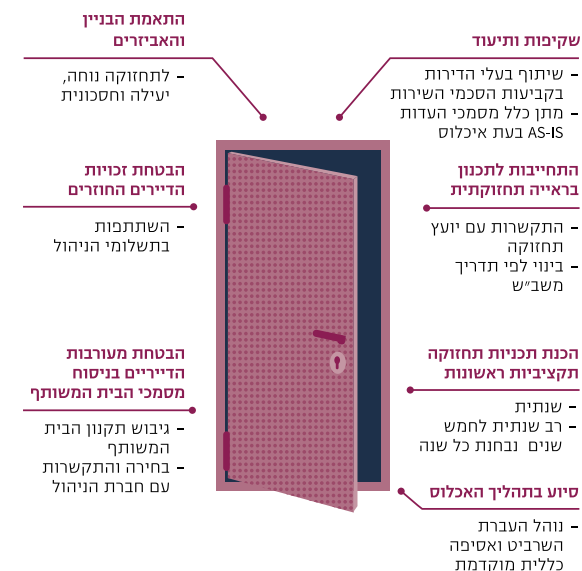 שקיפות ותיעוד
– שיתוף בעלי הדירות
בקביעות הסכמי השירות
– מתן כלל מסמכי העדות
AS-IS בעת איכלוס
התחייבות לתכנון
בראייה תחזוקתית
– התקשרות עם יועץ
תחזוקה
– בינוי לפי תדריך
משב״ש
הכנת תכניות תחזוקה
תקציביות ראשונות
– שנתית
– רב שנתית לחמש
שנים נבחנת כל שנה
סיוע בתהליך האכלוס
– נוהל העברת
השרביט ואסיפה
כללית מוקדמת
התאמת הבניין
והאביזרים
– לתחזוקה נוחה,
יעילה וחסכונית
הבטחת זכויות
הדיירים החוזרים
– השתתפות
בתשלומי הניהול
הבטחת מעורבות
הדייריים בניסוח
מסמכי הבית המשותף
– גיבוש תקנון הבית
המשותף
– בחירה והתקשרות
עם חברת הניהול